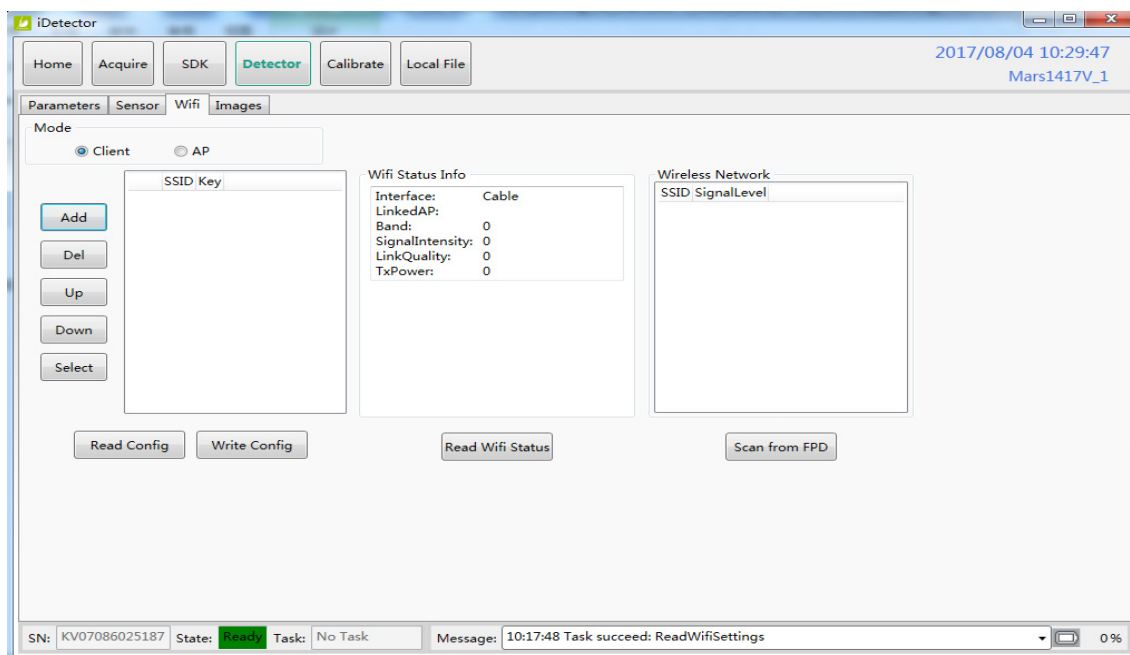 iDetector
Home Acquire SDK Detector Calibrate Local File
2017/08/04 10:29:47
Mars1417V_1
Parameters Sensor Wifi Images
Mode
Client AP
SSID Key
Add
Del
Up
Down
Select
Read Config Write Config
Wifi Status Info
Interface: Cable
LinkedAP:
Band: 0
SignalIntensity: 0
LinkQuality: 0
TxPower: 0
Read Wifi Status
Wireless Network
SSID SignalLevel
Scan from FPD
SN: KV07086025187 State: Ready Task: No Task Message: 10:17:48 Task succeed: ReadWifiSettings 0%